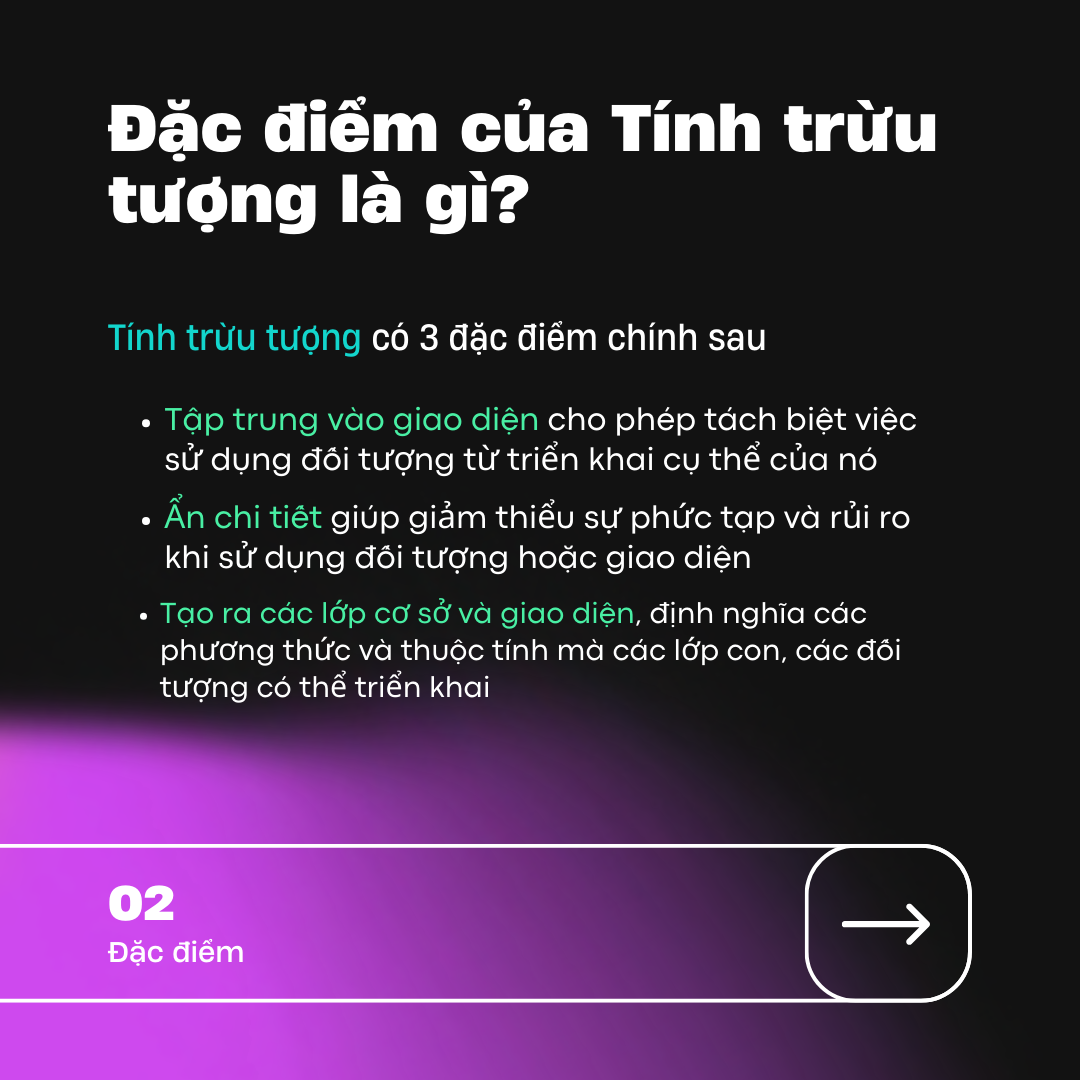 Đặc điểm của Tính trừu
tượng là gì?
Tính trừu tượng có 3 đặc điểm chính sau
• Tập trung vào giao diện cho phép tách biệt việc
sử dụng đối tượng từ triển khai cụ thể của nó
• Ẩn chi tiết giúp giảm thiểu sự phức tạp và rủi ro
khi sử dụng đối tượng hoặc giao diện
• Tạo ra các lớp cơ sở và giao diện, định nghĩa các
phương thức và thuộc tính mà các lớp con, các đối
tượng có thể triển khai
02
Đặc điểm